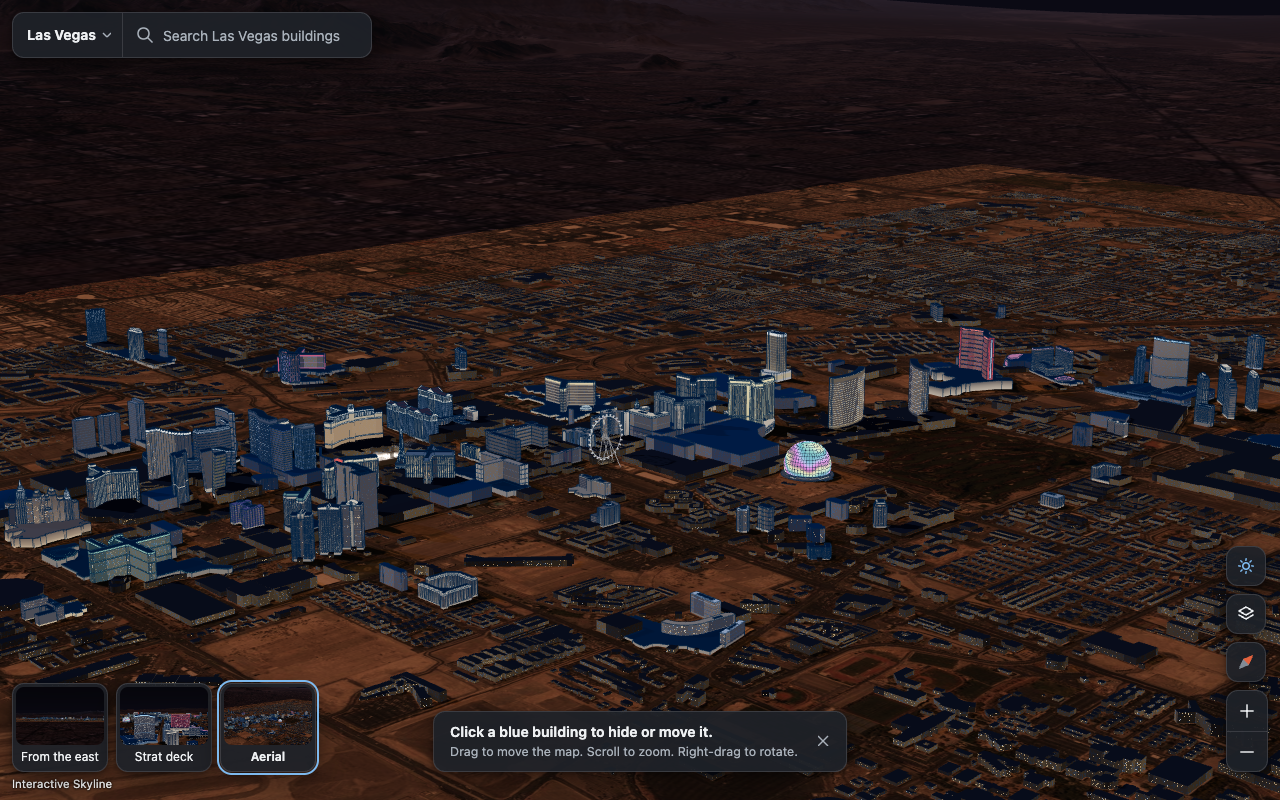 Las Vegas
Search Las Vegas buildings
From the east
Strat deck
Aerial
Click a blue building to hide or move it.
Drag to move the map. Scroll to zoom. Right-drag to rotate.
Interactive Skyline